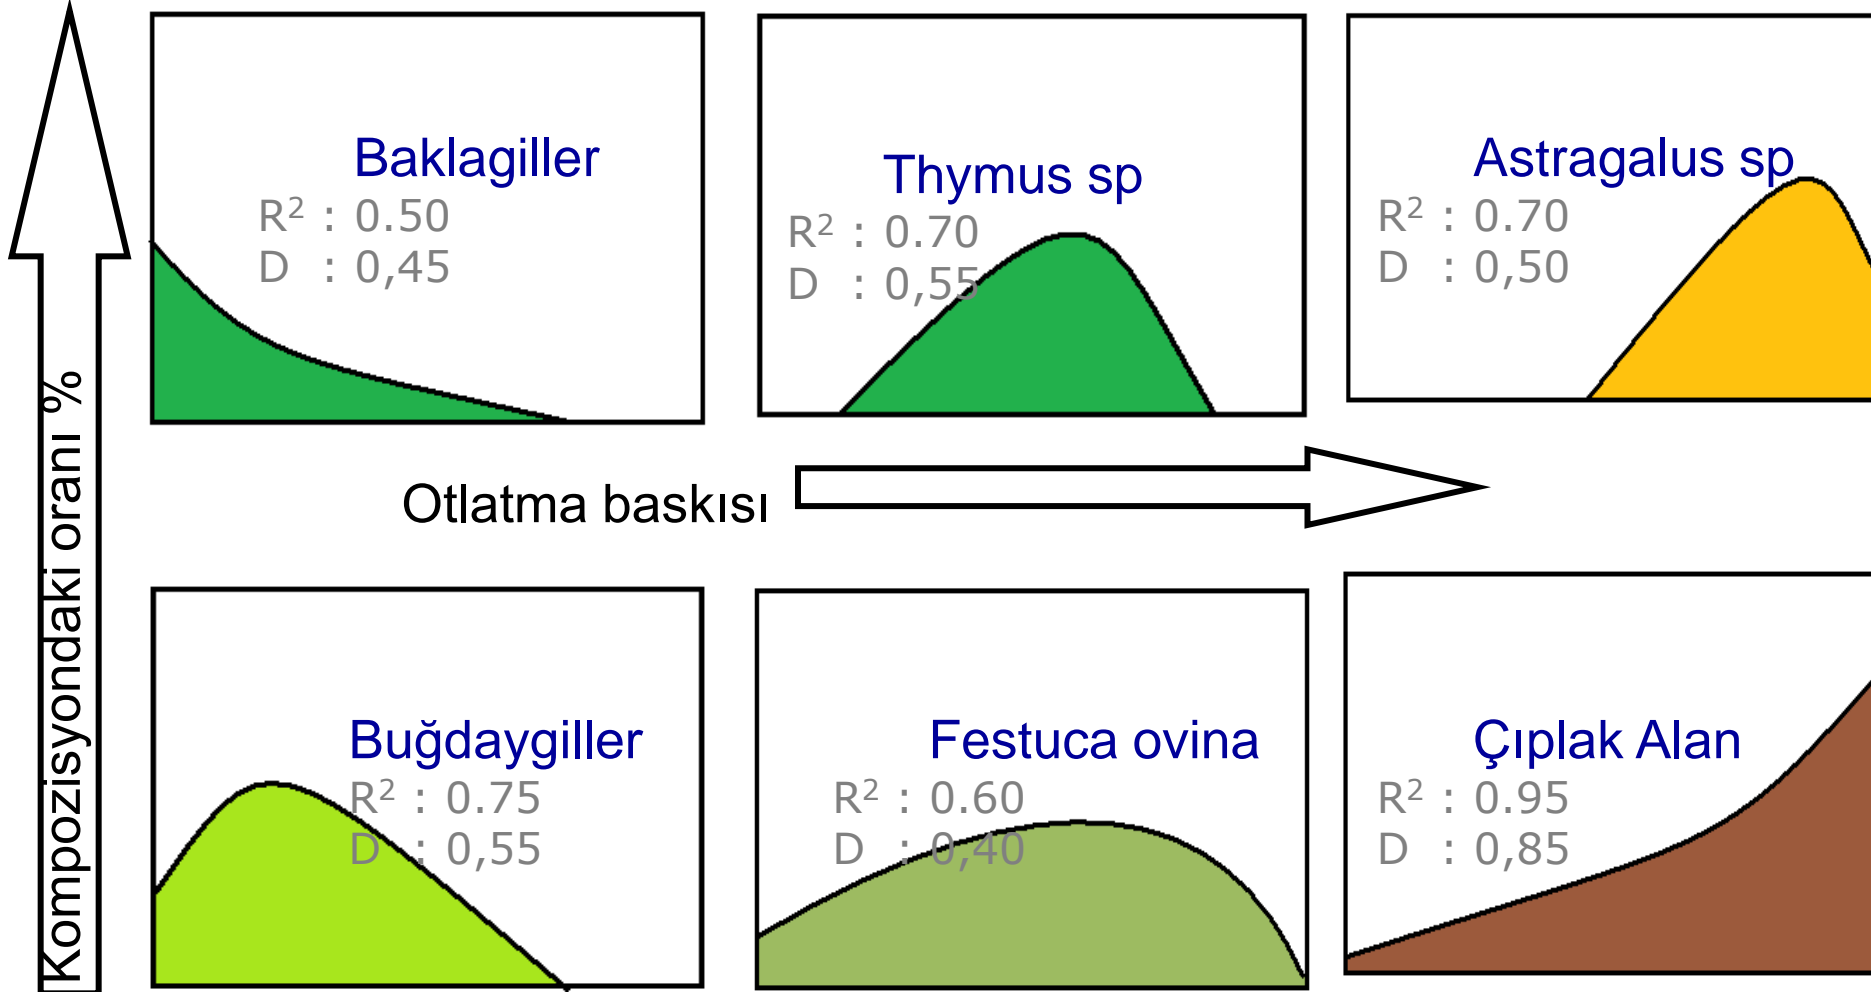 Kompozisyondaki oranı %
Baklagiller
R² : 0.50
D : 0,45
Thymus sp
R² : 0.70
D : 0,55
Astragalus sp
R² : 0.70
D : 0,50
Otlatma baskısı
Buğdaygiller
R² : 0.75
D : 0,55
Festuca ovina
R² : 0.60
D : 0,40
Çıplak Alan
R² : 0.95
D : 0,85